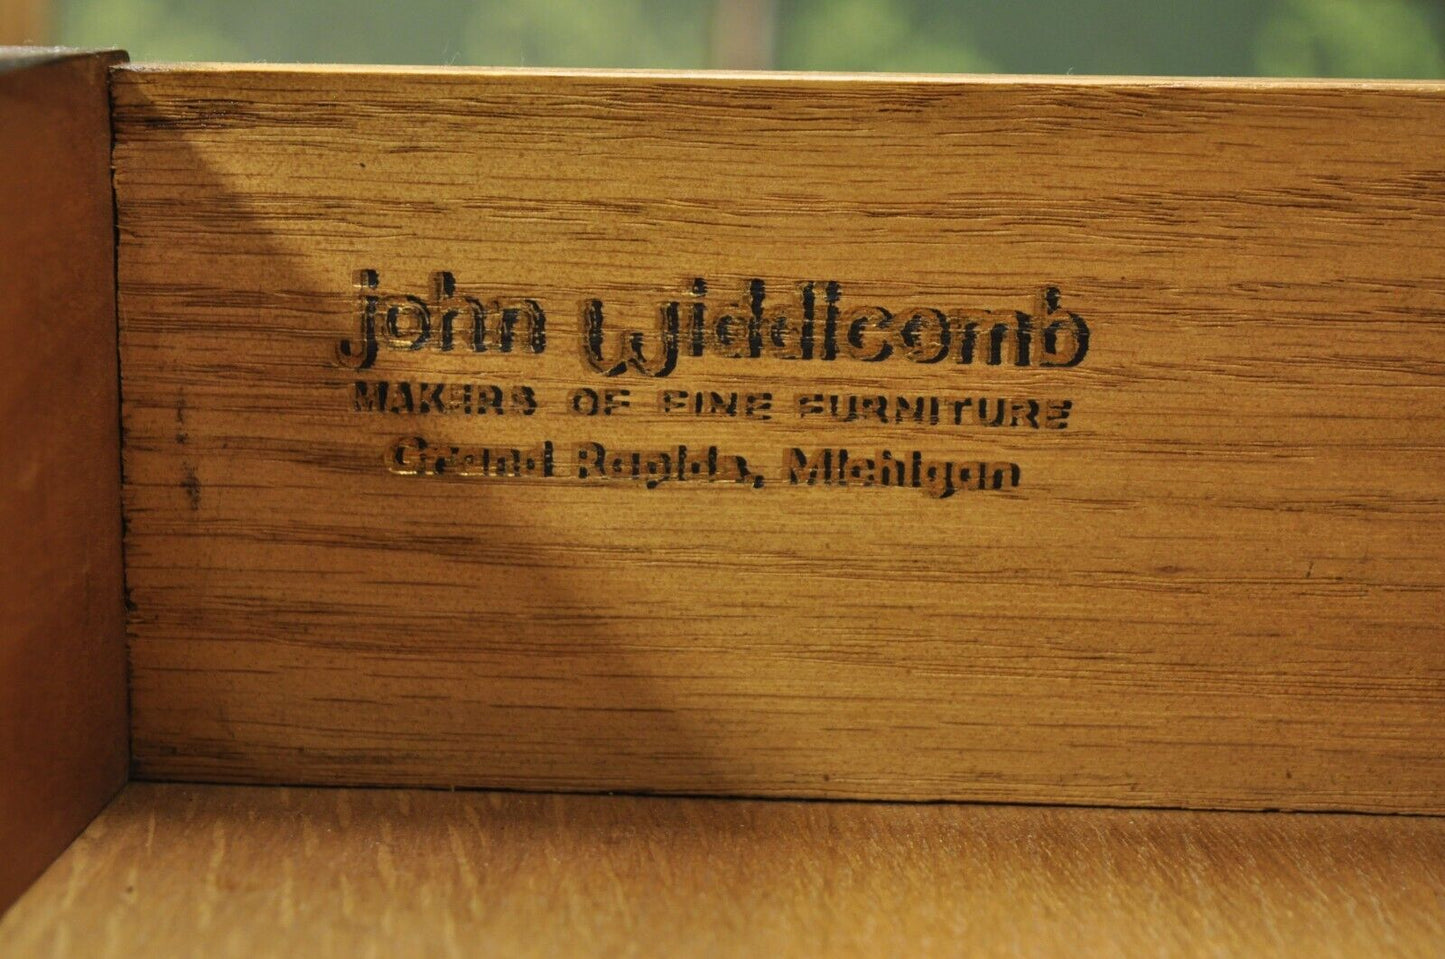 john widdicomb
MAKERS OF FINE FURNITURE
Grand Rapids, Michigan